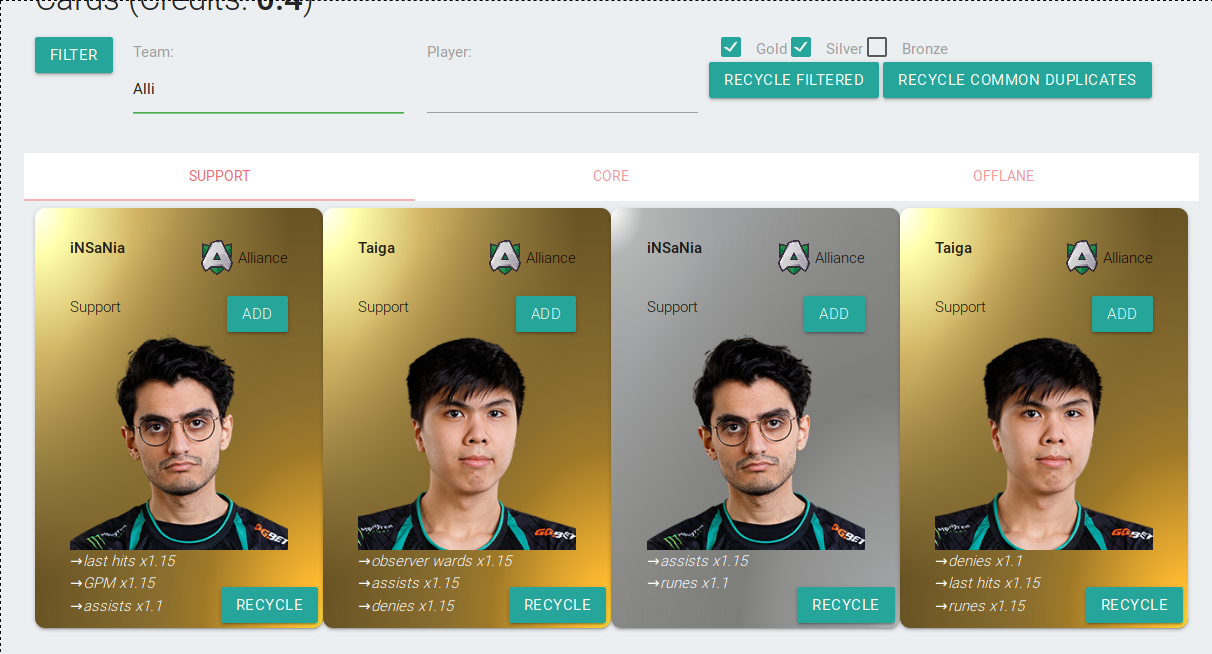 Cards (Credits: 0.4)
FILTER
Team:
Alli
Player:
Gold Silver Bronze
RECYCLE FILTERED RECYCLE COMMON DUPLICATES
SUPPORT CORE OFFLANE
iNSaNia
Alliance
Support
ADD
→last hits x1.15
→GPM x1.15
→assists x1.1
RECYCLE
Taiga
Alliance
Support
ADD
→observer wards x1.15
→assists x1.15
→denies x1.15
RECYCLE
iNSaNia
Alliance
Support
ADD
→assists x1.15
→runes x1.1
RECYCLE
Taiga
Alliance
Support
ADD
→denies x1.1
→last hits x1.15
→runes x1.15
RECYCLE